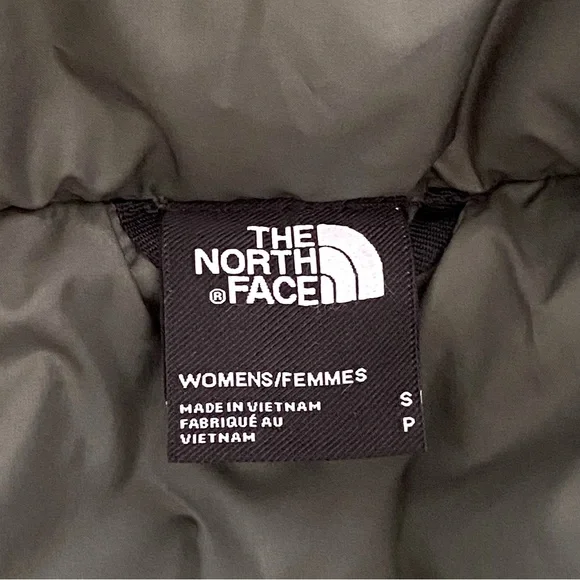 THE
NORTH
® FACE
WOMENS/FEMMES
MADE IN VIETNAM
FABRIQUÉ AU
VIETNAM
S
P